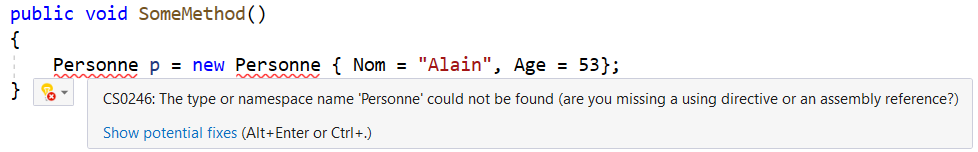 public void SomeMethod()
{
Personne p = new Personne { Nom = "Alain", Age = 53};
}
CS0246: The type or namespace name 'Personne' could not be found (are you missing a using directive or an assembly reference?)
Show potential fixes (Alt+Enter or Ctrl+.)